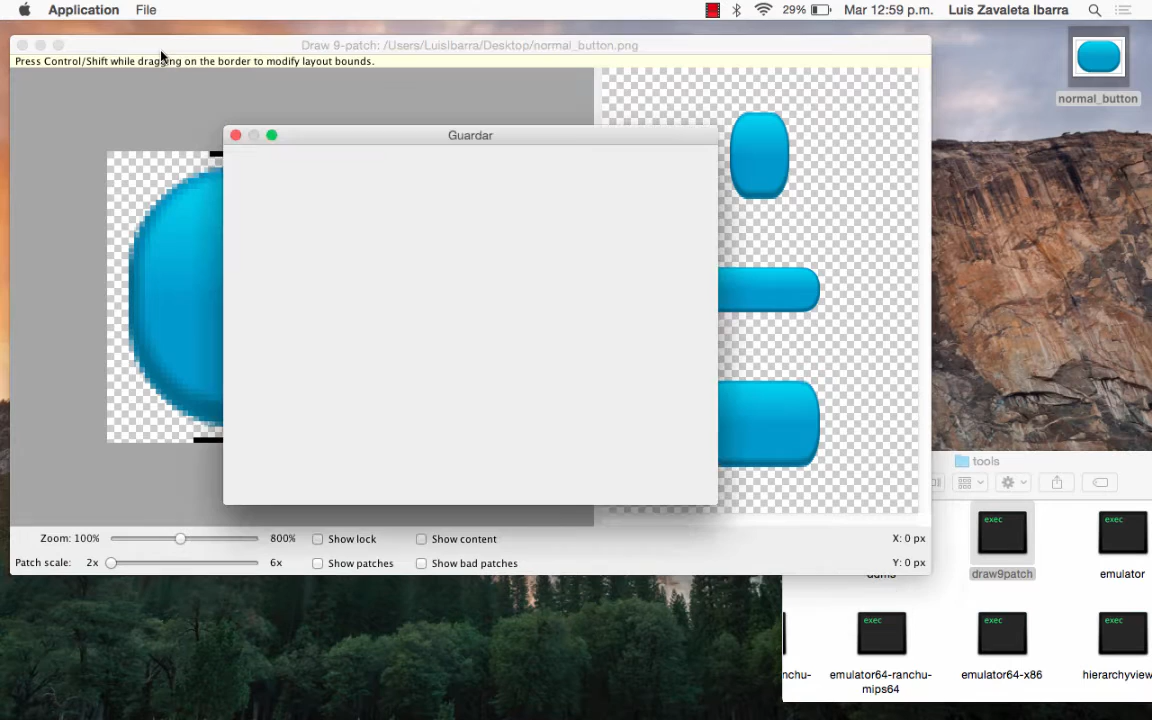 Application File
29% Mar 12:59 p.m. Luis Zavaleta Ibarra
Draw 9-patch: /Users/LuisIbarra/Desktop/normal_button.png
Press Control/Shift while dragging on the border to modify layout bounds.
normal_button
Guardar
tools
Zoom: 100% 800% Show lock Show content X: 0 px
Patch scale: 2x 6x Show patches Show bad patches Y: 0 px
exec
exec
draw9patch
emulator
exec
exec
exec
emulator64-ranchu-
mips64
emulator64-x86
hierarchyview